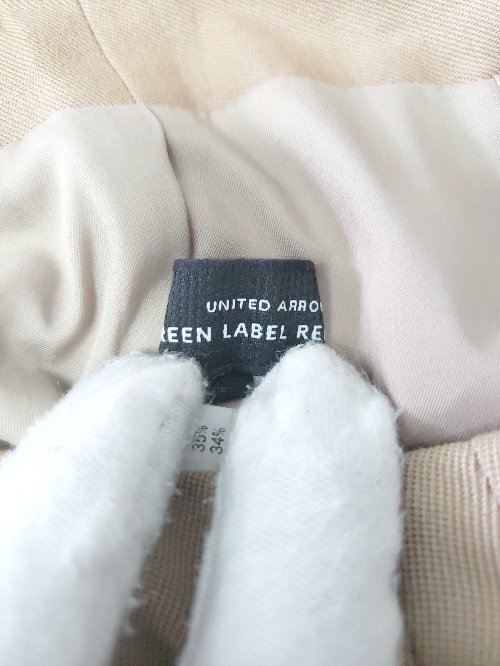 UNITED ARRO
REEN LABEL RE
35%
34%